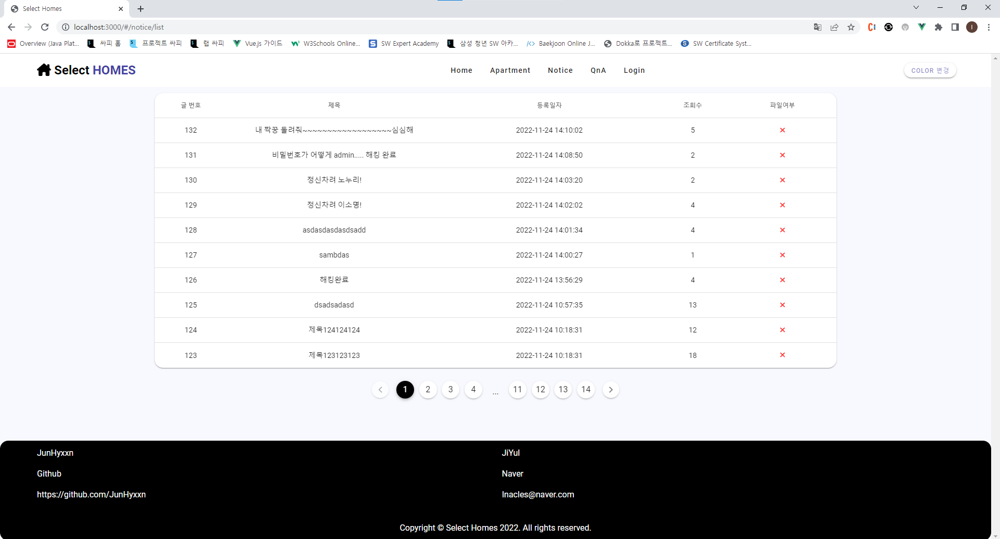 Select Homes
localhost:3000/#/notice/list
Overview (Java Plat... 싸피 홈 프로젝트 싸피 랩 싸피 Vue.js 가이드 W3Schools Online... SW Expert Academy 삼성 청년 SW 아카... Baekjoon Online J... Dokka로 프로젝트... SW Certificate Syst...
Select HOMES Home Apartment Notice QnA Login COLOR 변경
글 번호 제목 등록일자 조회수 파일여부
132 내 짝꿍 돌려줘~~~~~~~~~~~~~~~~~~심심해 2022-11-24 14:10:02 5
131 비밀번호가 어떻게 admin..... 해킹 완료 2022-11-24 14:08:50 2
130 정신차려 노누리! 2022-11-24 14:03:20 2
129 정신차려 이소명! 2022-11-24 14:02:02 4
128 asdasdasdasdsadd 2022-11-24 14:01:34 4
127 sambdas 2022-11-24 14:00:27 1
126 해킹완료 2022-11-24 13:56:29 4
125 dsadsadasd 2022-11-24 10:57:35 13
124 제목124124124 2022-11-24 10:18:31 12
123 제목123123123 2022-11-24 10:18:31 18
1 2 3 4 ... 11 12 13 14
JunHyxxn JiYul
Github Naver
https://github.com/JunHyxxn lnacles@naver.com
Copyright © Select Homes 2022. All rights reserved.